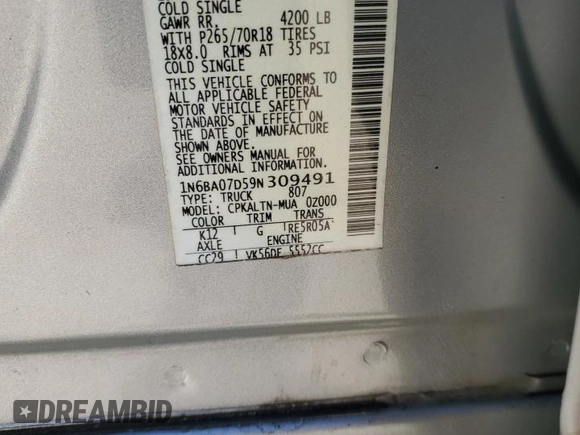 COLD SINGLE
GAWR RR. 4200 LB
WITH P265/70R18 TIRES
18X8.0 RIMS AT 35 PSI
COLD SINGLE
THIS VEHICLE CONFORMS TO
ALL APPLICABLE FEDERAL
MOTOR VEHICLE SAFETY
STANDARDS IN EFFECT ON
THE DATE OF MANUFACTURE
SHOWN ABOVE.
SEE OWNERS MANUAL FOR
ADDITIONAL INFORMATION.
1N6BA07D59N309491
TYPE: TRUCK 807
MODEL: CPKALTN-MUA 0Z000
COLOR TRIM TRANS
K12 G RE5R05A
AXLE ENGINE
CC29 VK56DE 5552CC
DREAMBID